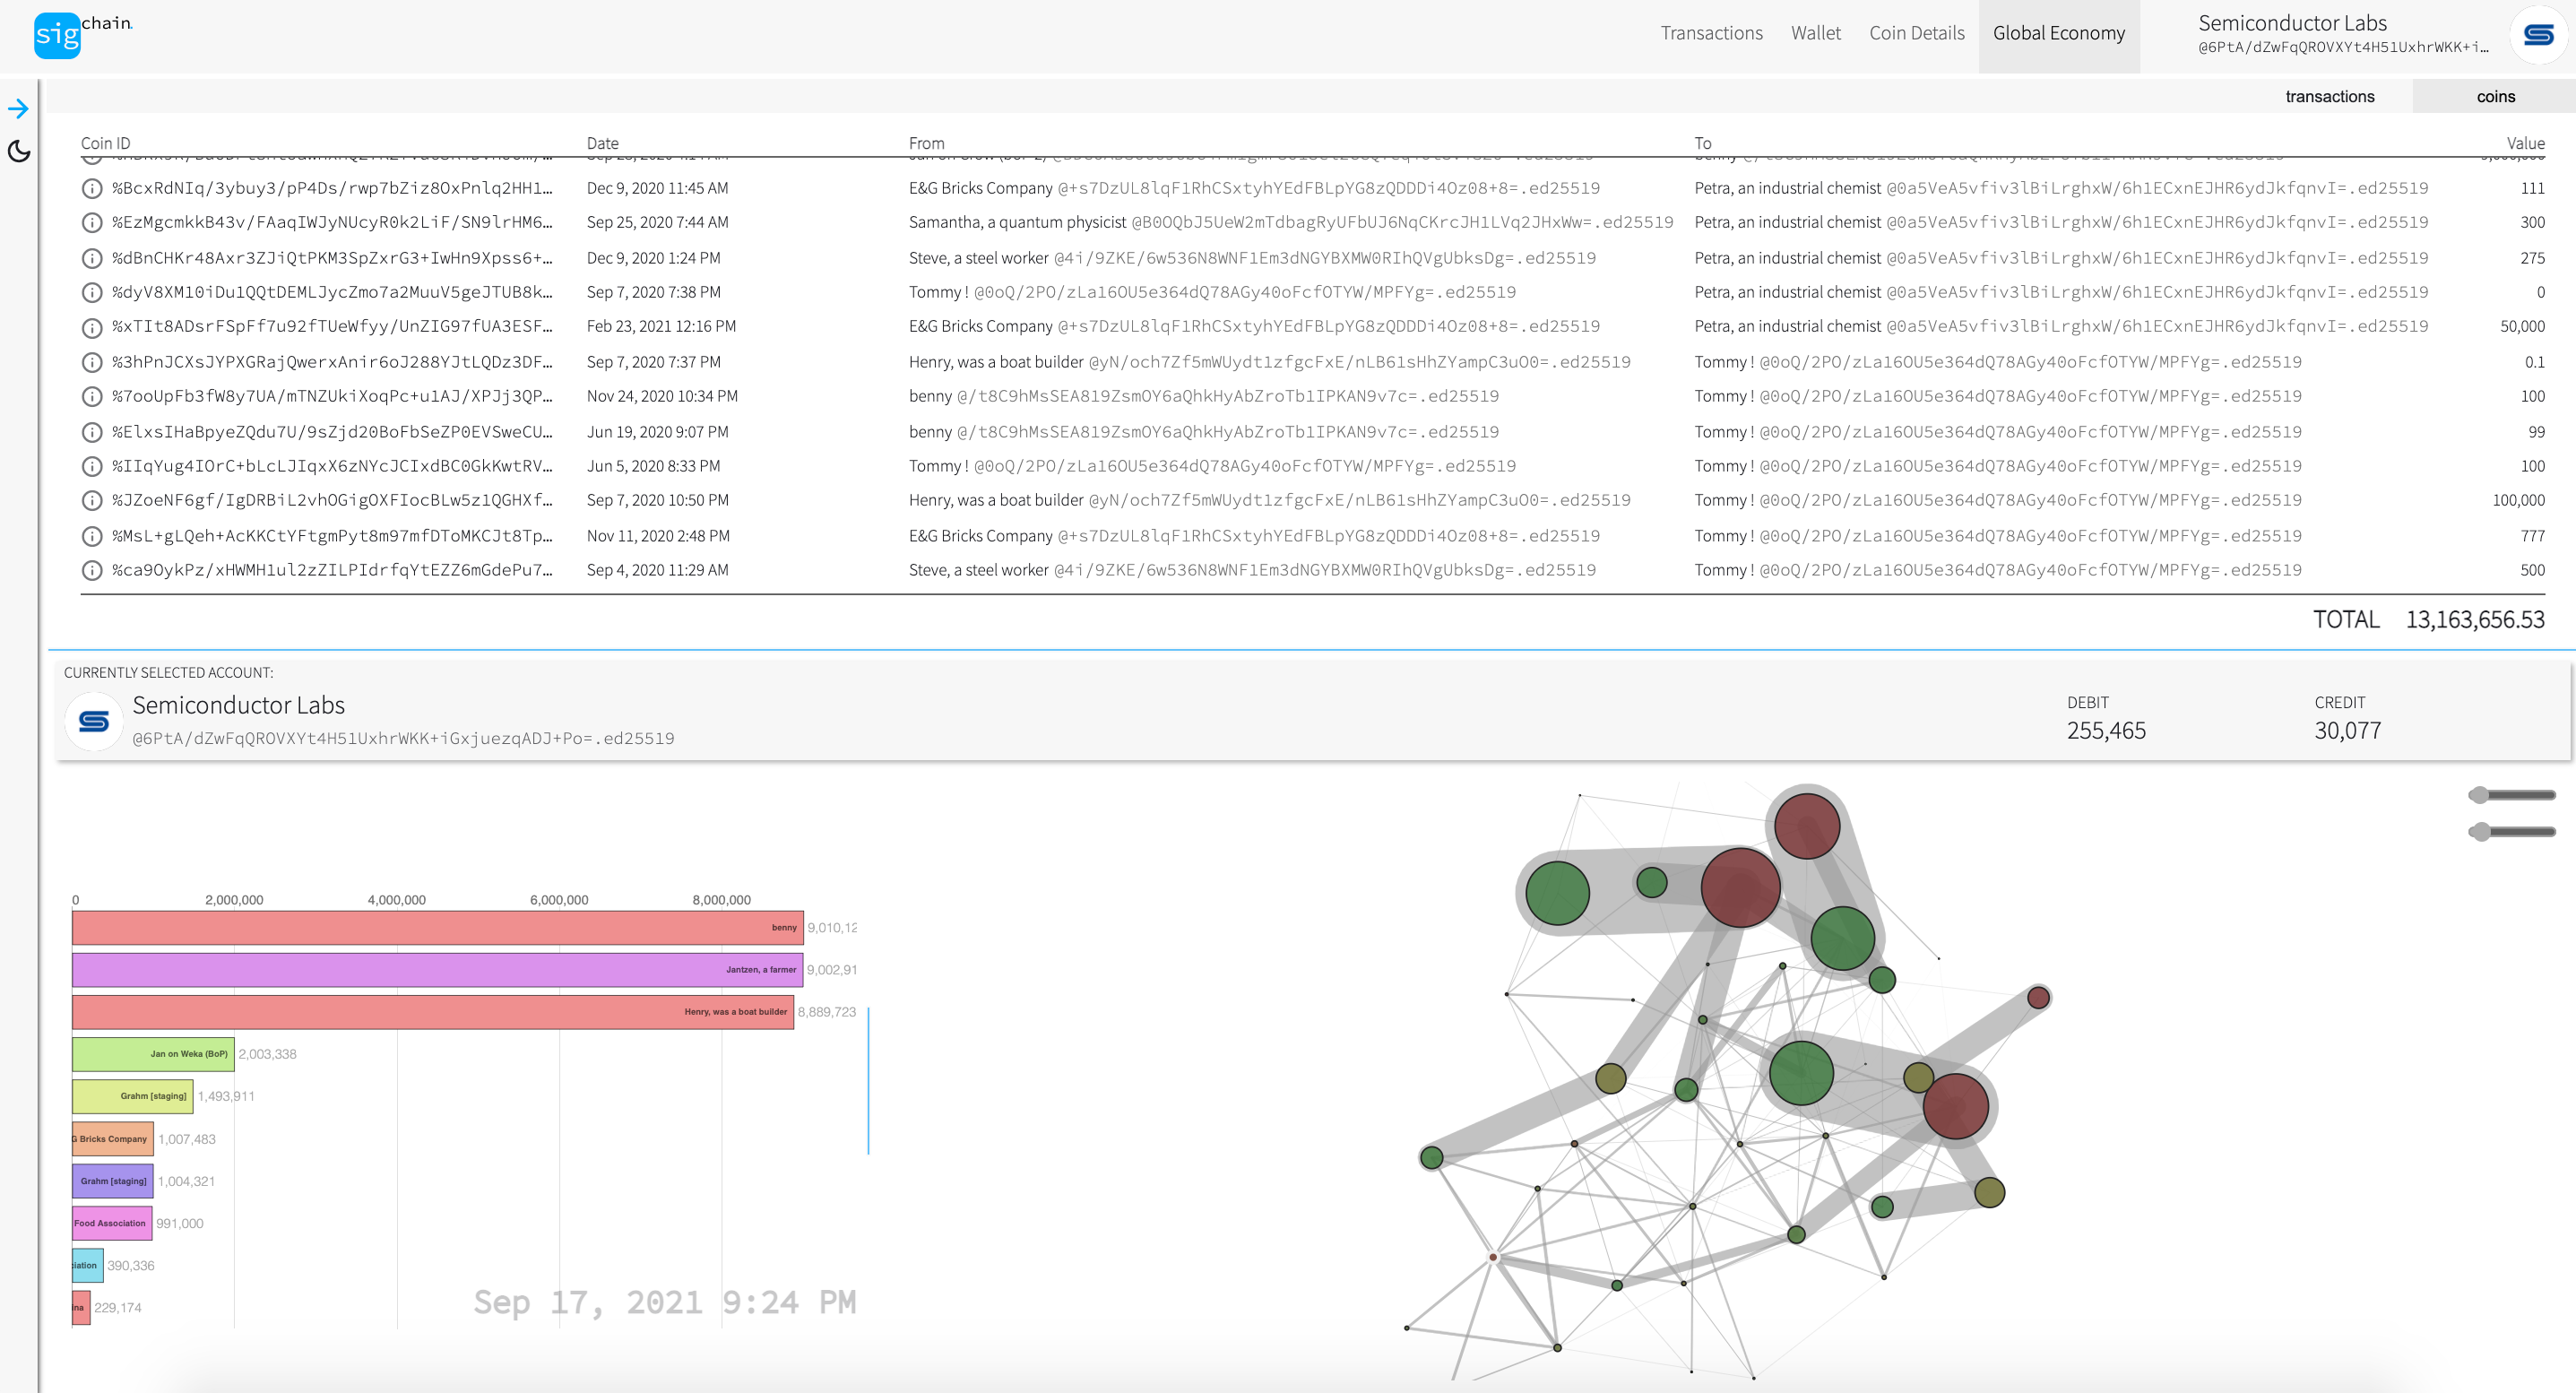 sig chain.
Transactions Wallet Coin Details Global Economy
Semiconductor Labs
@6PtA/dZwFqQROVXYt4H51UxhrWKK+i…
transactions coins
Coin ID Date From To Value
%BcxRdNIq/3ybuy3/pP4Ds/rwp7bZiz8OxPnlq2HH1… Dec 9, 2020 11:45 AM E&G Bricks Company @+s7DzUL8lqF1RhCSxtyhYEdFBLpYG8zQDDDi4Oz08+8=.ed25519 Petra, an industrial chemist @0a5VeA5vfiv3lBiLrghxW/6h1ECxnEJHR6ydJkfqnvI=.ed25519 111
%EzMgcmkkB43v/FAaqIWJyNUcyR0k2LiF/SN9lrHM6… Sep 25, 2020 7:44 AM Samantha, a quantum physicist @B0OQbJ5UeW2mTdbagRyUFbUJ6NqCKrcJH1LVq2JHxWw=.ed25519 Petra, an industrial chemist @0a5VeA5vfiv3lBiLrghxW/6h1ECxnEJHR6ydJkfqnvI=.ed25519 300
%dBnCHKr48Axr3ZJiQtPKM3SpZxrG3+IwHn9Xpss6+… Dec 9, 2020 1:24 PM Steve, a steel worker @4i/9ZKE/6w536N8WNF1Em3dNGYBXMW0RIhQVgUbksDg=.ed25519 Petra, an industrial chemist @0a5VeA5vfiv3lBiLrghxW/6h1ECxnEJHR6ydJkfqnvI=.ed25519 275
%dyV8XM10iDu1QQtDEMLJycZmo7a2MuuV5geJTUB8k… Sep 7, 2020 7:38 PM Tommy ! @0oQ/2PO/zLa16OU5e364dQ78AGy40oFcfOTYW/MPFYg=.ed25519 Petra, an industrial chemist @0a5VeA5vfiv3lBiLrghxW/6h1ECxnEJHR6ydJkfqnvI=.ed25519 0
%xTIt8ADsrFSpFf7u92fTUeWfyy/UnZIG97fUA3ESF… Feb 23, 2021 12:16 PM E&G Bricks Company @+s7DzUL8lqF1RhCSxtyhYEdFBLpYG8zQDDDi4Oz08+8=.ed25519 Petra, an industrial chemist @0a5VeA5vfiv3lBiLrghxW/6h1ECxnEJHR6ydJkfqnvI=.ed25519 50,000
%3hPnJCXsJYPXGRajQwerxAnir6oJ288YJtLQDz3DF… Sep 7, 2020 7:37 PM Henry, was a boat builder @yN/och7Zf5mWUydt1zfgcFxE/nLB61sHhZYampC3uO0=.ed25519 Tommy ! @0oQ/2PO/zLa16OU5e364dQ78AGy40oFcfOTYW/MPFYg=.ed25519 0.1
%7ooUpFb3fW8y7UA/mTNZUkiXoqPc+u1AJ/XPJj3QP… Nov 24, 2020 10:34 PM benny @/t8C9hMsSEA819ZsmOY6aQhkHyAbZroTb1IPKAN9v7c=.ed25519 Tommy ! @0oQ/2PO/zLa16OU5e364dQ78AGy40oFcfOTYW/MPFYg=.ed25519 100
%ElxsIHaBpyeZQdu7U/9sZjd20BoFbSeZP0EVSweCU… Jun 19, 2020 9:07 PM benny @/t8C9hMsSEA819ZsmOY6aQhkHyAbZroTb1IPKAN9v7c=.ed25519 Tommy ! @0oQ/2PO/zLa16OU5e364dQ78AGy40oFcfOTYW/MPFYg=.ed25519 99
%IIqYug4IOrC+bLcLJIqxX6zNYcJCIxdBC0GkKwtRV… Jun 5, 2020 8:33 PM Tommy ! @0oQ/2PO/zLa16OU5e364dQ78AGy40oFcfOTYW/MPFYg=.ed25519 Tommy ! @0oQ/2PO/zLa16OU5e364dQ78AGy40oFcfOTYW/MPFYg=.ed25519 100
%JZoeNF6gf/IgDRBiL2vhOGigOXFIocBLw5z1QGHXf… Sep 7, 2020 10:50 PM Henry, was a boat builder @yN/och7Zf5mWUydt1zfgcFxE/nLB61sHhZYampC3uO0=.ed25519 Tommy ! @0oQ/2PO/zLa16OU5e364dQ78AGy40oFcfOTYW/MPFYg=.ed25519 100,000
%MsL+gLQeh+AcKKCtYFtgmPyt8m97mfDToMKCJt8Tp… Nov 11, 2020 2:48 PM E&G Bricks Company @+s7DzUL8lqF1RhCSxtyhYEdFBLpYG8zQDDDi4Oz08+8=.ed25519 Tommy ! @0oQ/2PO/zLa16OU5e364dQ78AGy40oFcfOTYW/MPFYg=.ed25519 777
%ca9OykPz/xHWMH1ul2zZILPIdrfqYtEZZ6mGdePu7… Sep 4, 2020 11:29 AM Steve, a steel worker @4i/9ZKE/6w536N8WNF1Em3dNGYBXMW0RIhQVgUbksDg=.ed25519 Tommy ! @0oQ/2PO/zLa16OU5e364dQ78AGy40oFcfOTYW/MPFYg=.ed25519 500
TOTAL 13,163,656.53
CURRENTLY SELECTED ACCOUNT:
Semiconductor Labs
@6PtA/dZwFqQROVXYt4H51UxhrWKK+iGxjuezqADJ+Po=.ed25519
DEBIT CREDIT
255,465 30,077
0 2,000,000 4,000,000 6,000,000 8,000,000
benny 9,010,12
Jantzen, a farmer 9,002,91
Henry, was a boat builder 8,889,723
Jan on Weka (BoP) 2,003,338
Grahm [staging] 1,493,911
G Bricks Company 1,007,483
Grahm [staging] 1,004,321
Food Association 991,000
ciation 390,336
ina 229,174
Sep 17, 2021 9:24 PM